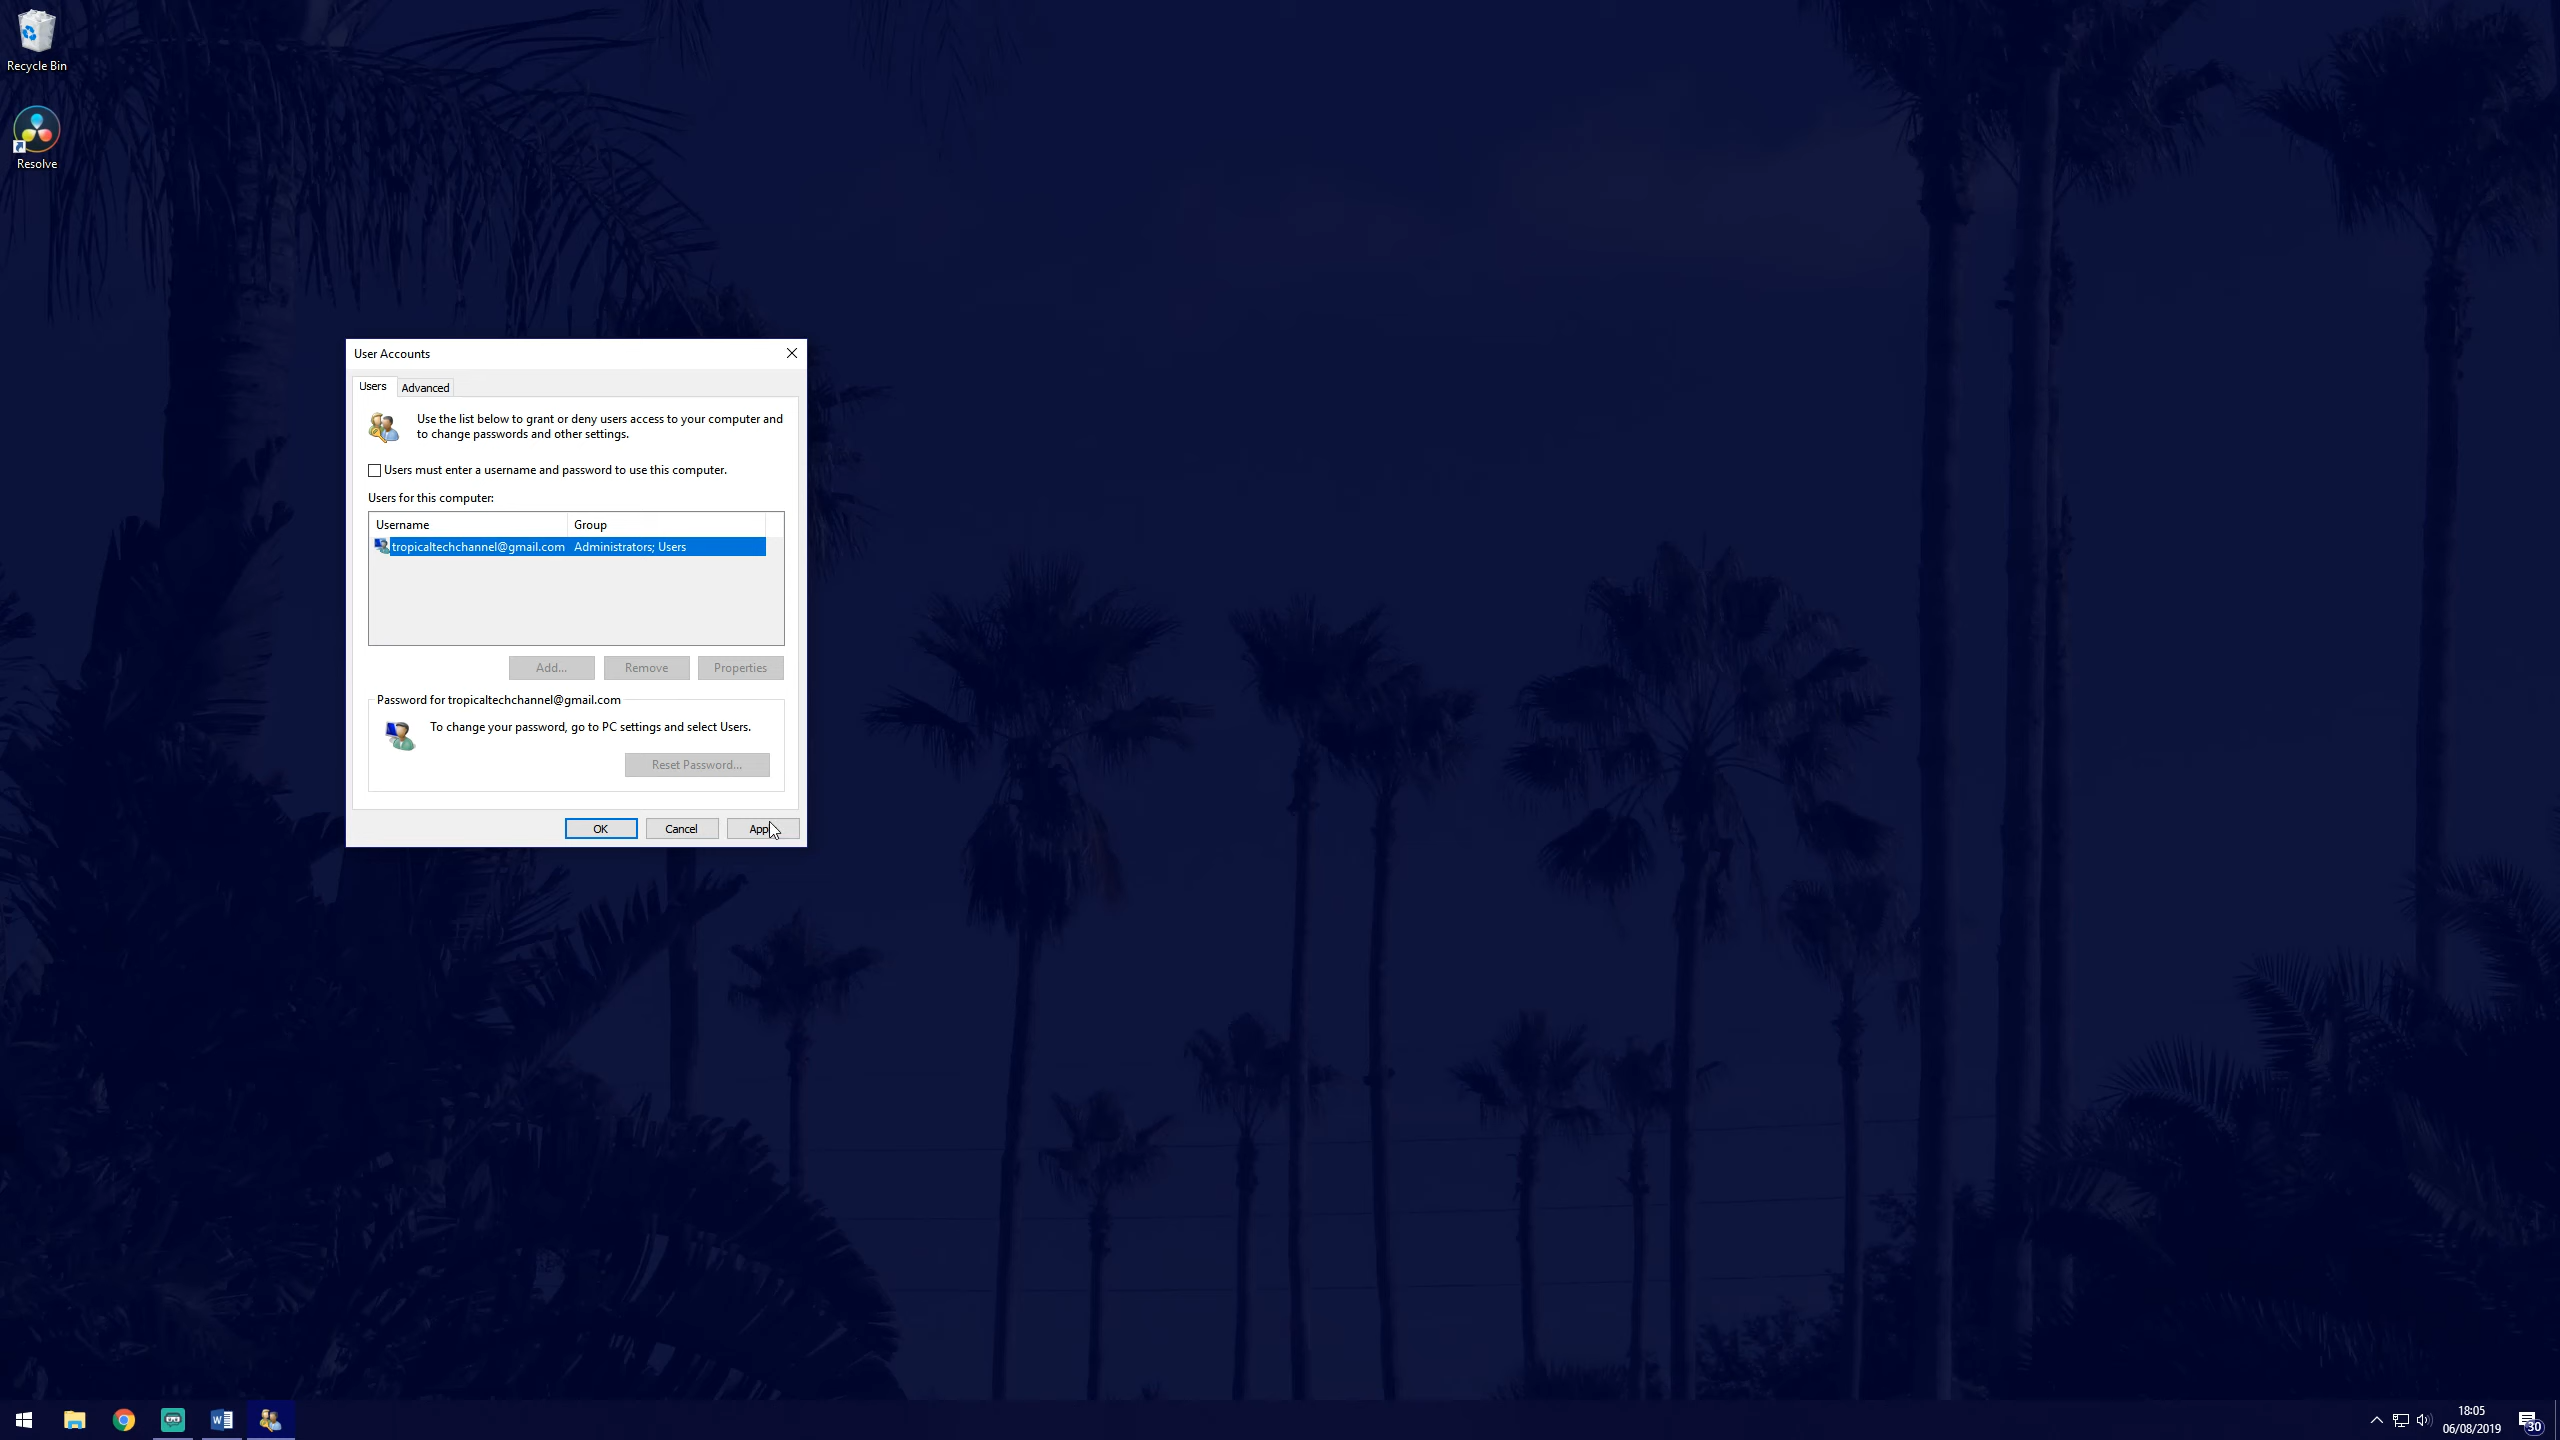 Recycle Bin
Resolve
User Accounts
Users
Advanced
Use the list below to grant or deny users access to your computer and
to change passwords and other settings.
Users must enter a username and password to use this computer.
Users for this computer:
Username Group
tropicaltechchannel@gmail.com Administrators; Users
Add... Remove Properties
Password for tropicaltechchannel@gmail.com
To change your password, go to PC settings and select Users.
Reset Password...
OK Cancel App
18:05
06/08/2019
30